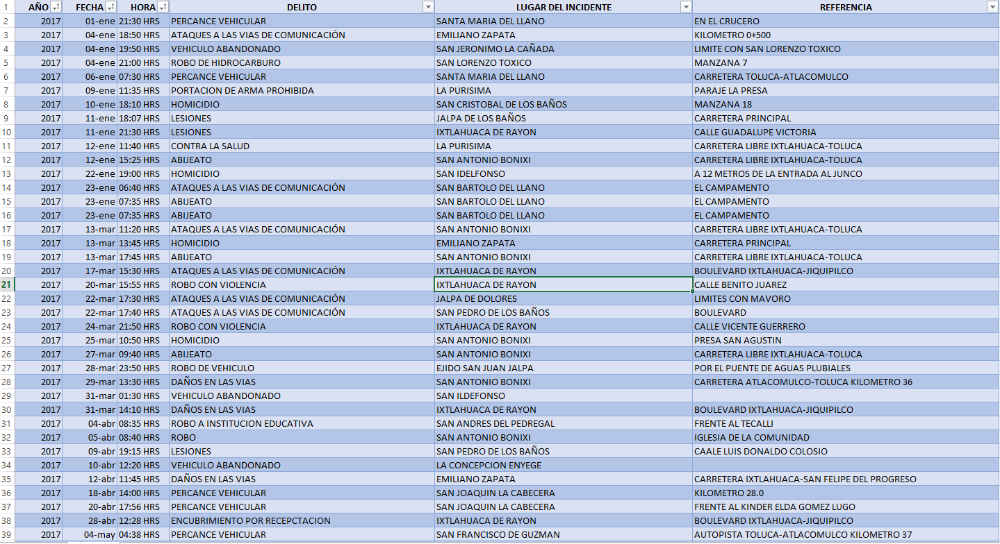 1 AÑO FECHA HORA DELITO LUGAR DEL INCIDENTE REFERENCIA
2 2017 01-ene 21:30 HRS PERCANCE VEHICULAR SANTA MARIA DEL LLANO EN EL CRUCERO
3 2017 04-ene 18:50 HRS ATAQUES A LAS VIAS DE COMUNICACIÓN EMILIANO ZAPATA KILOMETRO 0+500
4 2017 04-ene 19:50 HRS VEHICULO ABANDONADO SAN JERONIMO LA CAÑADA LIMITE CON SAN LORENZO TOXICO
5 2017 04-ene 21:00 HRS ROBO DE HIDROCARBURO SAN LORENZO TOXICO MANZANA 7
6 2017 06-ene 07:30 HRS PERCANCE VEHICULAR SANTA MARIA DEL LLANO CARRETERA TOLUCA-ATLACOMULCO
7 2017 09-ene 11:35 HRS PORTACION DE ARMA PROHIBIDA LA PURISIMA PARAJE LA PRESA
8 2017 10-ene 18:10 HRS HOMICIDIO SAN CRISTOBAL DE LOS BAÑOS MANZANA 18
9 2017 11-ene 18:07 HRS LESIONES JALPA DE LOS BAÑOS CARRETERA PRINCIPAL
10 2017 11-ene 21:30 HRS LESIONES IXTLAHUACA DE RAYON CALLE GUADALUPE VICTORIA
11 2017 12-ene 11:40 HRS CONTRA LA SALUD LA PURISIMA CARRETERA LIBRE IXTLAHUACA-TOLUCA
12 2017 12-ene 15:25 HRS ABIJEATO SAN ANTONIO BONIXI CARRETERA LIBRE IXTLAHUACA-TOLUCA
13 2017 22-ene 19:00 HRS HOMICIDIO SAN IDELFONSO A 12 METROS DE LA ENTRADA AL JUNCO
14 2017 23-ene 06:40 HRS ATAQUES A LAS VIAS DE COMUNICACIÓN SAN BARTOLO DEL LLANO EL CAMPAMENTO
15 2017 23-ene 07:35 HRS ABIJEATO SAN BARTOLO DEL LLANO EL CAMPAMENTO
16 2017 23-ene 07:35 HRS ABIJEATO SAN BARTOLO DEL LLANO EL CAMPAMENTO
17 2017 13-mar 11:20 HRS ATAQUES A LAS VIAS DE COMUNICACIÓN SAN ANTONIO BONIXI CARRETERA LIBRE IXTLAHUACA-TOLUCA
18 2017 13-mar 13:45 HRS HOMICIDIO EMILIANO ZAPATA CARRETERA PRINCIPAL
19 2017 13-mar 17:45 HRS ABIJEATO SAN ANTONIO BONIXI CARRETERA LIBRE IXTLAHUACA-TOLUCA
20 2017 17-mar 15:30 HRS ATAQUES A LAS VIAS DE COMUNICACIÓN IXTLAHUACA DE RAYON BOULEVARD IXTLAHUACA-JIQUIPILCO
21 2017 20-mar 15:55 HRS ROBO CON VIOLENCIA IXTLAHUACA DE RAYON CALLE BENITO JUAREZ
22 2017 22-mar 17:30 HRS ATAQUES A LAS VIAS DE COMUNICACIÓN JALPA DE DOLORES LIMITES CON MAVORO
23 2017 22-mar 17:40 HRS ATAQUES A LAS VIAS DE COMUNICACIÓN SAN PEDRO DE LOS BAÑOS BOULEVARD
24 2017 24-mar 21:50 HRS ROBO CON VIOLENCIA IXTLAHUACA DE RAYON CALLE VICENTE GUERRERO
25 2017 25-mar 10:50 HRS HOMICIDIO SAN ANTONIO BONIXI PRESA SAN AGUSTIN
26 2017 27-mar 09:40 HRS ABIJEATO SAN ANTONIO BONIXI CARRETERA LIBRE IXTLAHUACA-TOLUCA
27 2017 28-mar 23:50 HRS ROBO DE VEHICULO EJIDO SAN JUAN JALPA POR EL PUENTE DE AGUAS PLUBIALES
28 2017 29-mar 13:30 HRS DAÑOS EN LAS VIAS SAN ANTONIO BONIXI CARRETERA ATLACOMULCO-TOLUCA KILOMETRO 36
29 2017 31-mar 01:30 HRS VEHICULO ABANDONADO SAN ILDEFONSO
30 2017 31-mar 14:10 HRS DAÑOS EN LAS VIAS IXTLAHUACA DE RAYON BOULEVARD IXTLAHUACA-JIQUIPILCO
31 2017 04-abr 08:35 HRS ROBO A INSTITUCION EDUCATIVA SAN ANDRES DEL PEDREGAL FRENTE AL TECALLI
32 2017 05-abr 08:40 HRS ROBO SAN ANTONIO BONIXI IGLESIA DE LA COMUNIDAD
33 2017 09-abr 19:15 HRS LESIONES SAN PEDRO DE LOS BAÑOS CAALE LUIS DONALDO COLOSIO
34 2017 10-abr 12:20 HRS VEHICULO ABANDONADO LA CONCEPCION ENYEGE
35 2017 12-abr 11:45 HRS DAÑOS EN LAS VIAS EMILIANO ZAPATA CARRETERA IXTLAHUACA-SAN FELIPE DEL PROGRESO
36 2017 18-abr 14:00 HRS PERCANCE VEHICULAR SAN JOAQUIN LA CABECERA KILOMETRO 28.0
37 2017 20-abr 17:56 HRS PERCANCE VEHICULAR SAN JOAQUIN LA CABECERA FRENTE AL KINDER ELDA GOMEZ LUGO
38 2017 28-abr 12:28 HRS ENCUBRIMIENTO POR RECEPCTACION IXTLAHUACA DE RAYON BOULEVARD IXTLAHUACA-JIQUIPILCO
39 2017 04-may 04:38 HRS PERCANCE VEHICULAR SAN FRANCISCO DE GUZMAN AUTOPISTA TOLUCA-ATLACOMULCO KILOMETRO 37